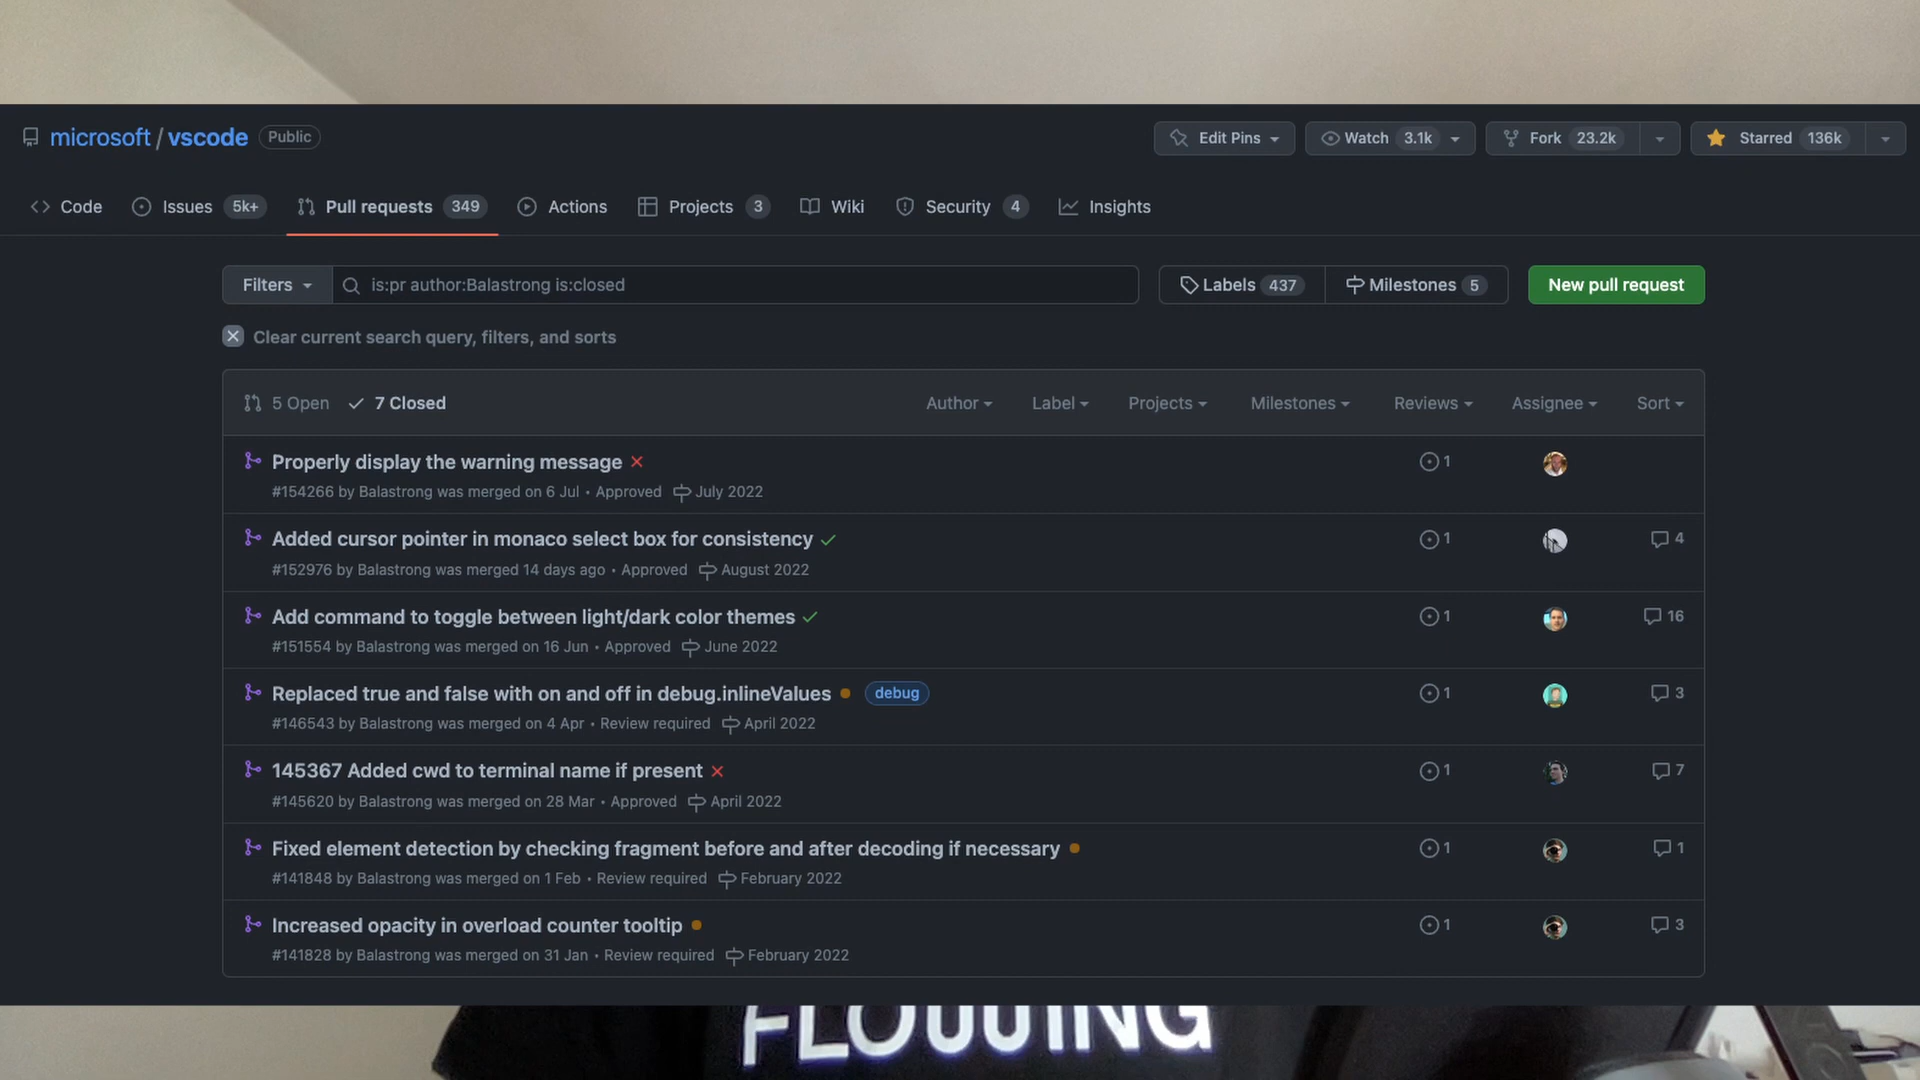 microsoft / vscode Public Edit Pins Watch 3.1k Fork 23.2k Starred 136k
Code Issues 5k+ Pull requests 349 Actions Projects 3 Wiki Security 4 Insights
Filters is:pr author:Balastrong is:closed Labels 437 Milestones 5 New pull request
Clear current search query, filters, and sorts
5 Open 7 Closed Author Label Projects Milestones Reviews Assignee Sort
Properly display the warning message 1
#154266 by Balastrong was merged on 6 Jul • Approved July 2022
Added cursor pointer in monaco select box for consistency 1 4
#152976 by Balastrong was merged 14 days ago • Approved August 2022
Add command to toggle between light/dark color themes 1 16
#151554 by Balastrong was merged on 16 Jun • Approved June 2022
Replaced true and false with on and off in debug.inlineValues debug 1 3
#146543 by Balastrong was merged on 4 Apr • Review required April 2022
145367 Added cwd to terminal name if present 1 7
#145620 by Balastrong was merged on 28 Mar • Approved April 2022
Fixed element detection by checking fragment before and after decoding if necessary 1 1
#141848 by Balastrong was merged on 1 Feb • Review required February 2022
Increased opacity in overload counter tooltip 1 3
#141828 by Balastrong was merged on 31 Jan • Review required February 2022